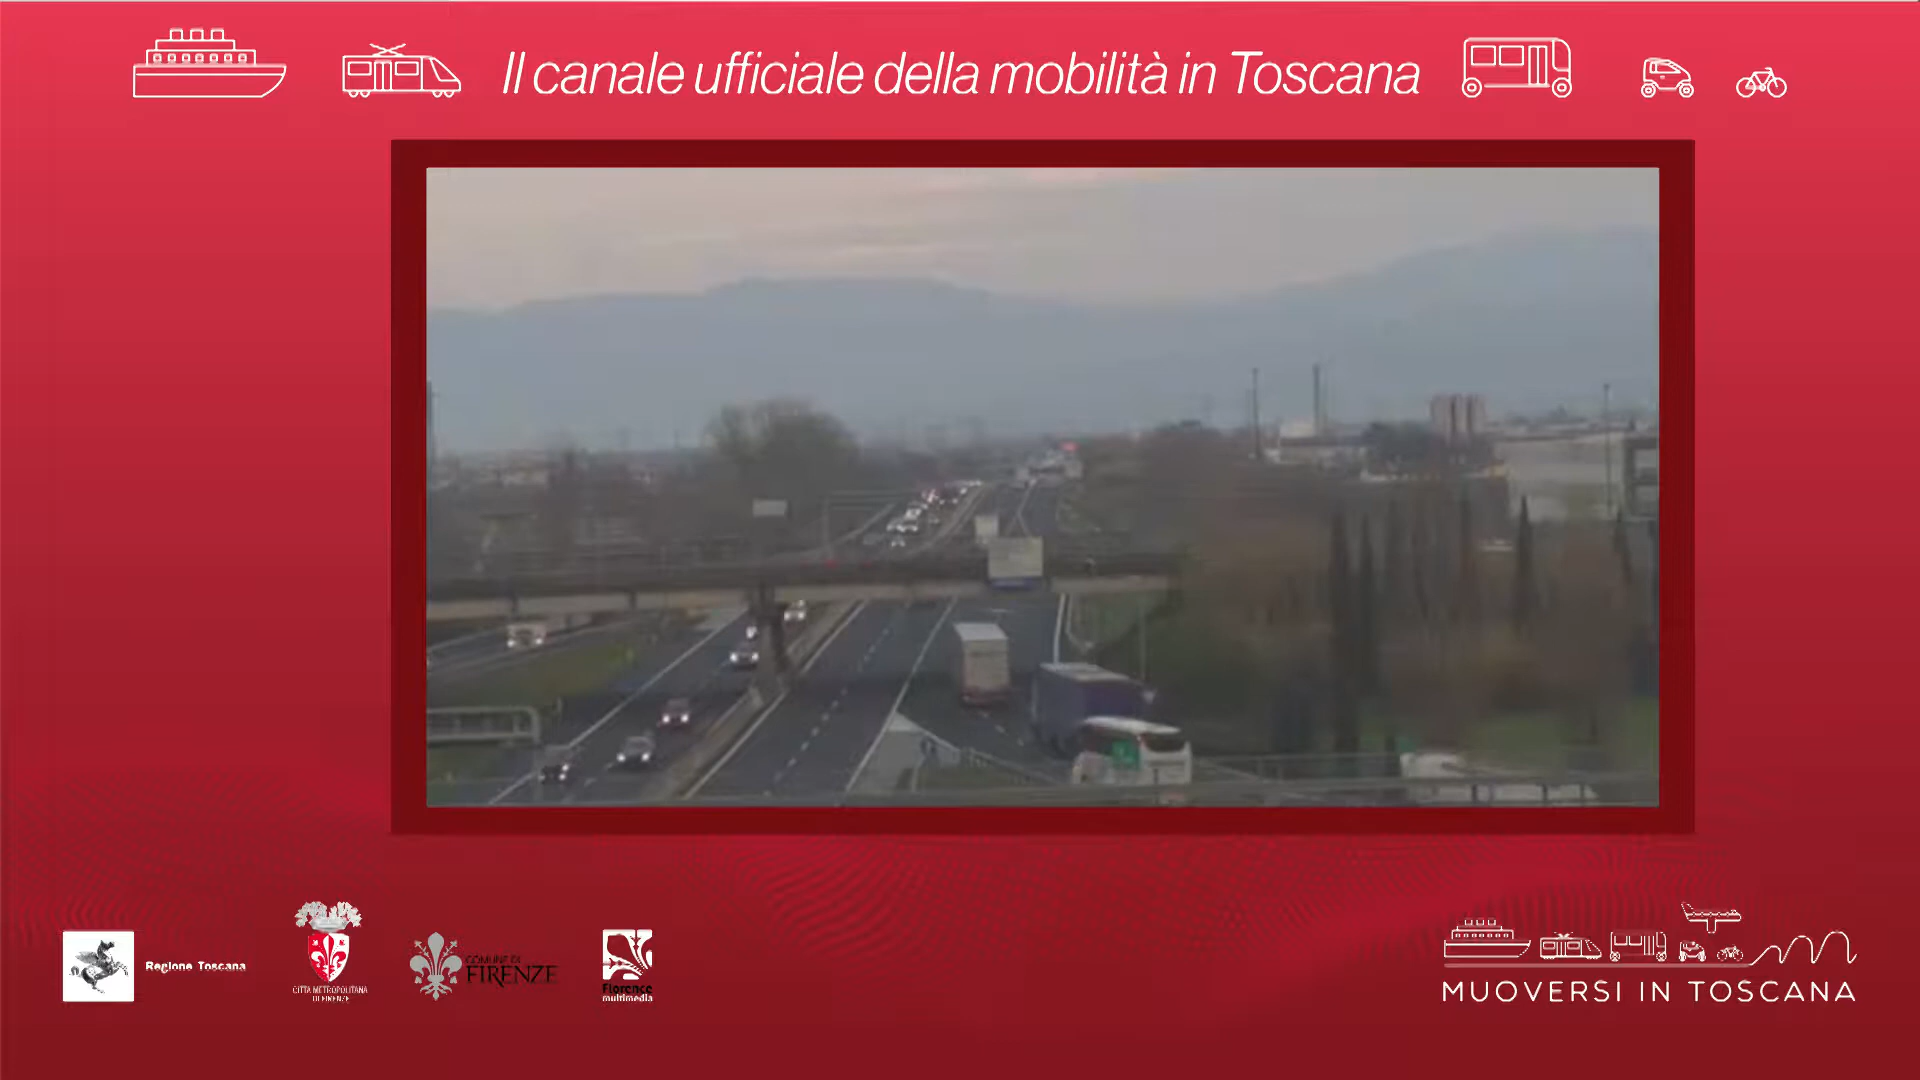 Il canale ufficiale della mobilità in Toscana
Regione Toscana
CITTÀ METROPOLITANA
DI FIRENZE
COMUNE DI
FIRENZE
Florence
multimedia
MUOVERSI IN TOSCANA